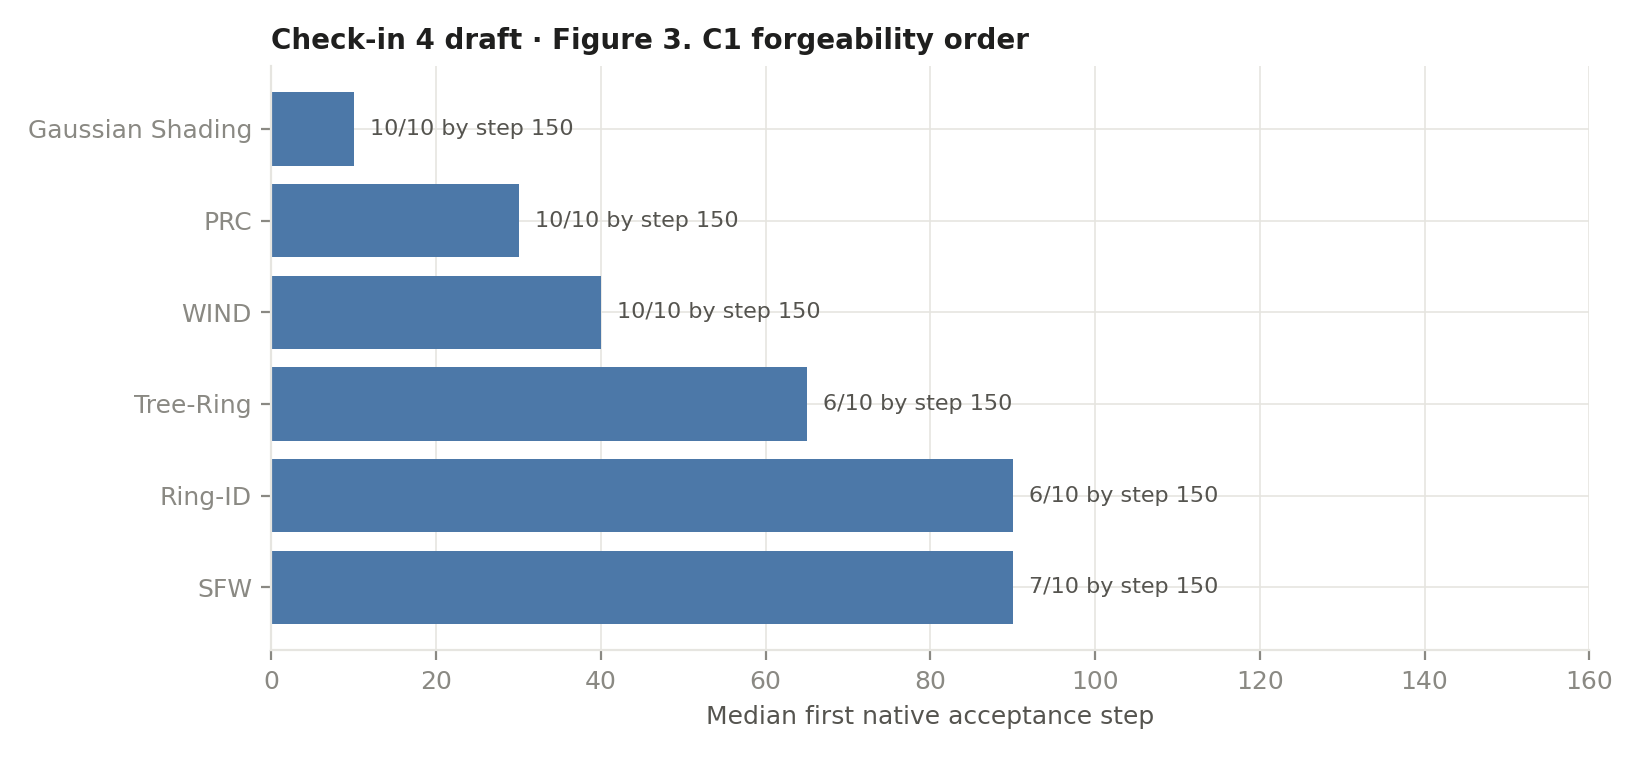 Check-in 4 draft · Figure 3. C1 forgeability order
Gaussian Shading
10/10 by step 150
PRC
10/10 by step 150
WIND
10/10 by step 150
Tree-Ring
6/10 by step 150
Ring-ID
6/10 by step 150
SFW
7/10 by step 150
0 20 40 60 80 100 120 140 160
Median first native acceptance step